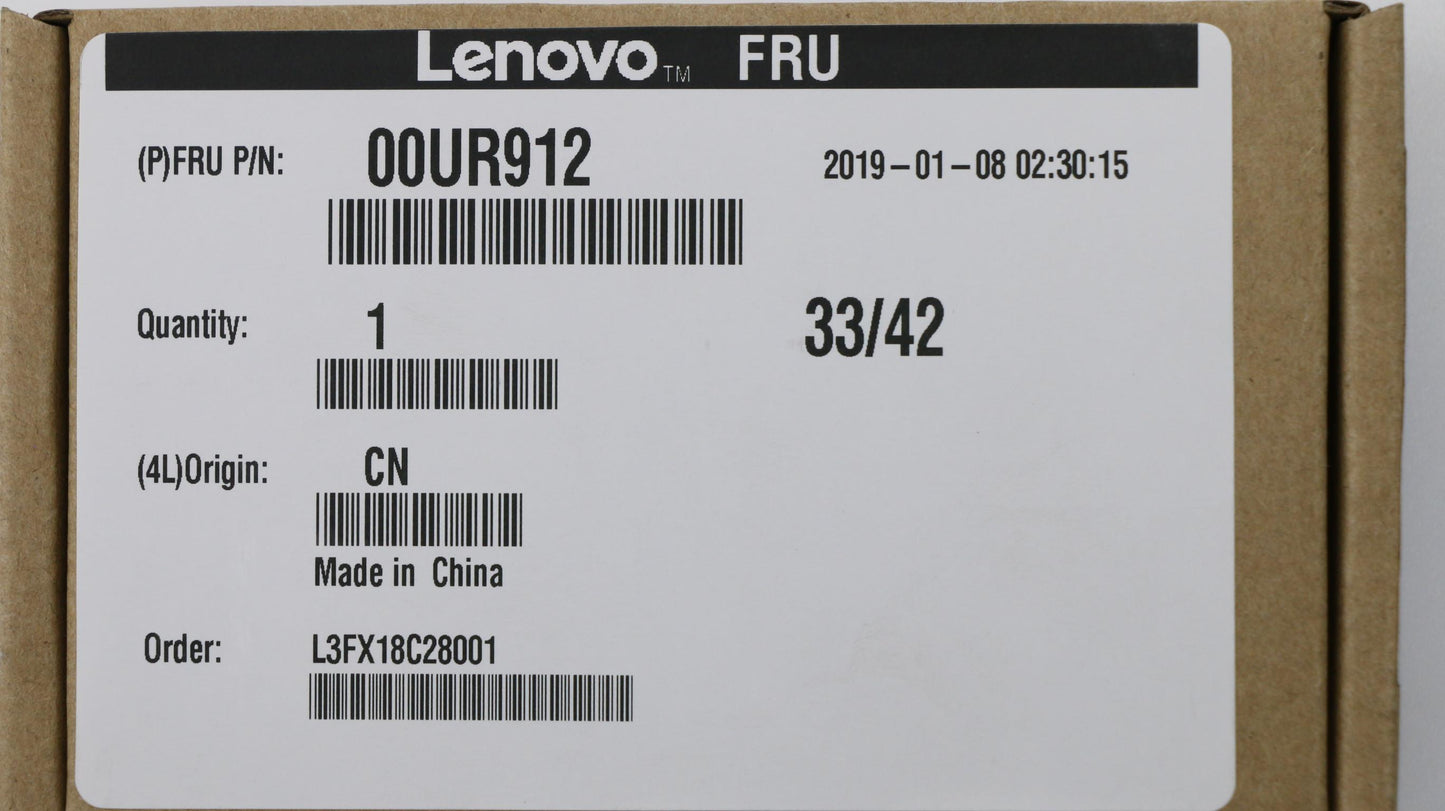 Lenovo™ FRU
(P)FRU P/N: 00UR912 2019-01-08 02:30:15
Quantity: 1 33/42
(4L)Origin: CN
Made in China
Order: L3FX18C28001